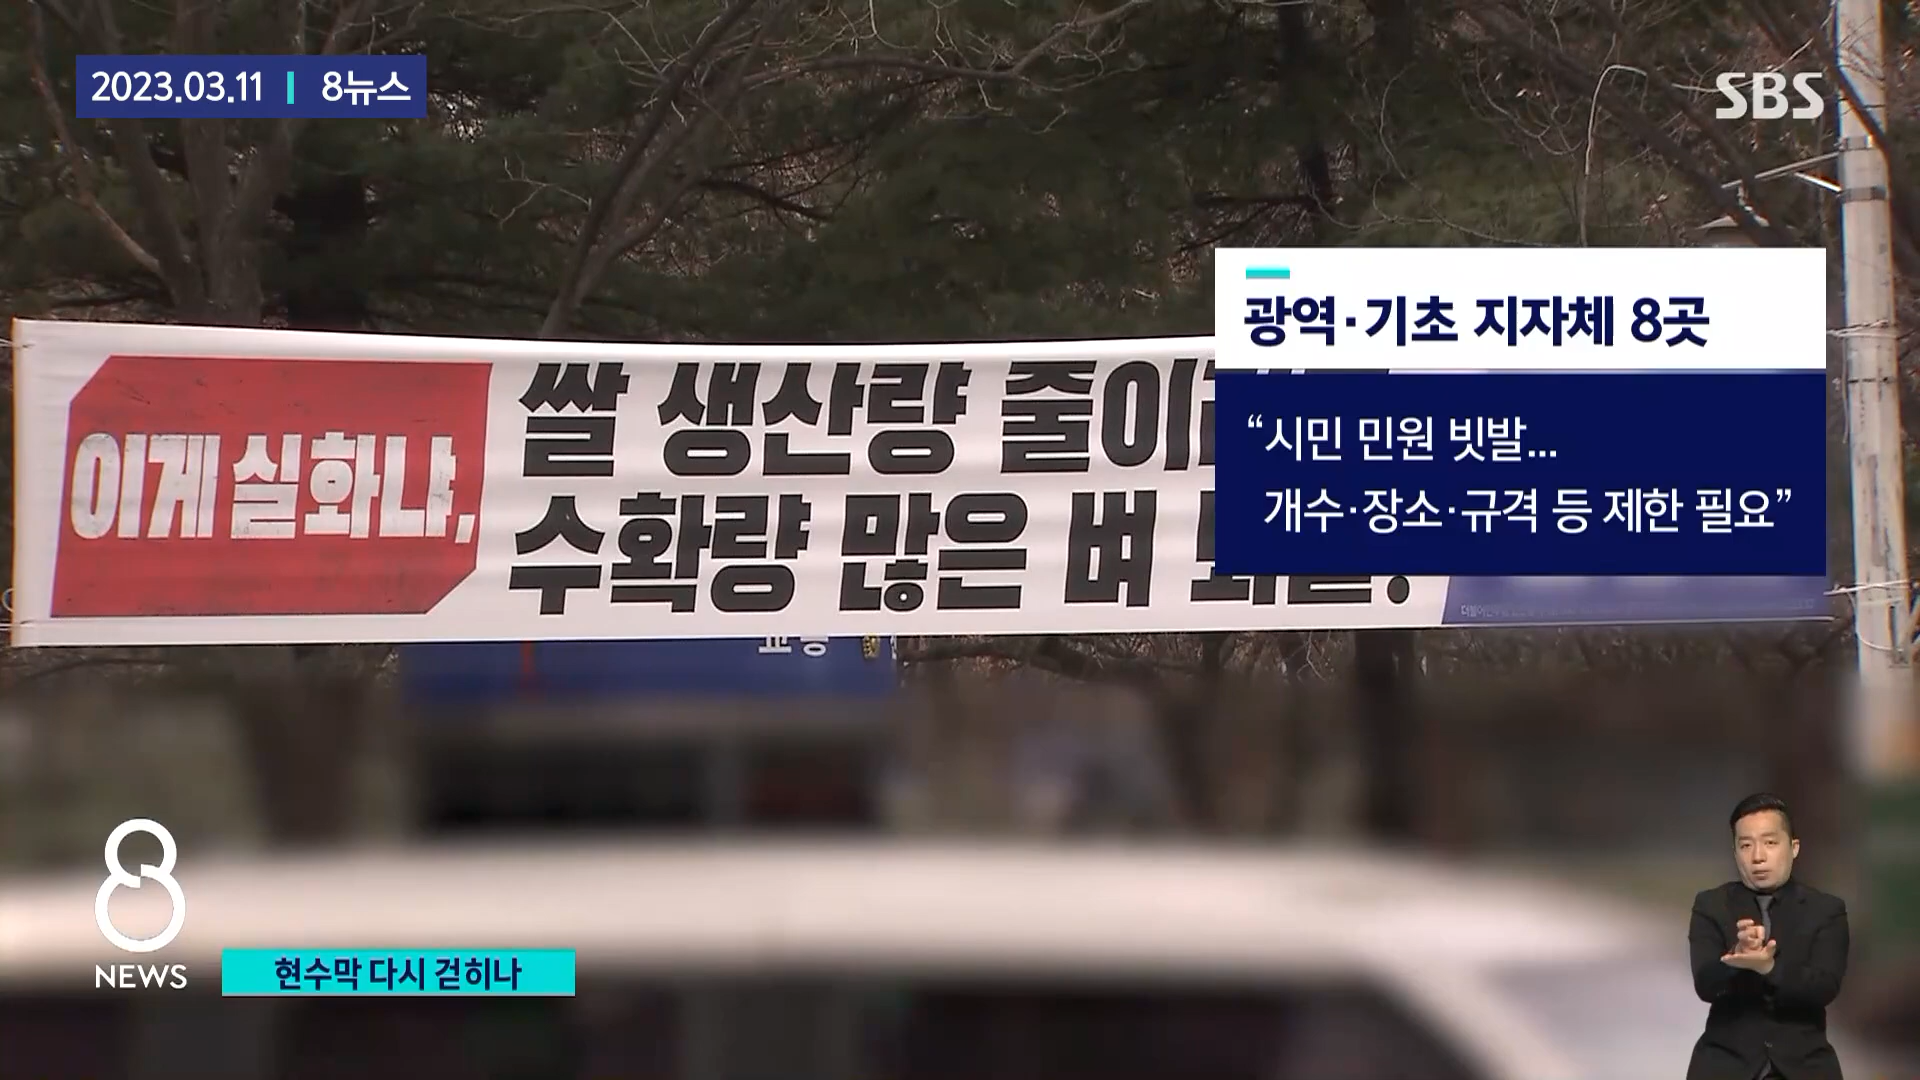 2023.03.11 | 8뉴스
SBS
광역·기초 지자체 8곳
“시민 민원 빗발...
개수·장소·규격 등 제한 필요”
이게 실화냐,
쌀 생산량
수확량 많은 벼
8
NEWS
현수막 다시 걷히나